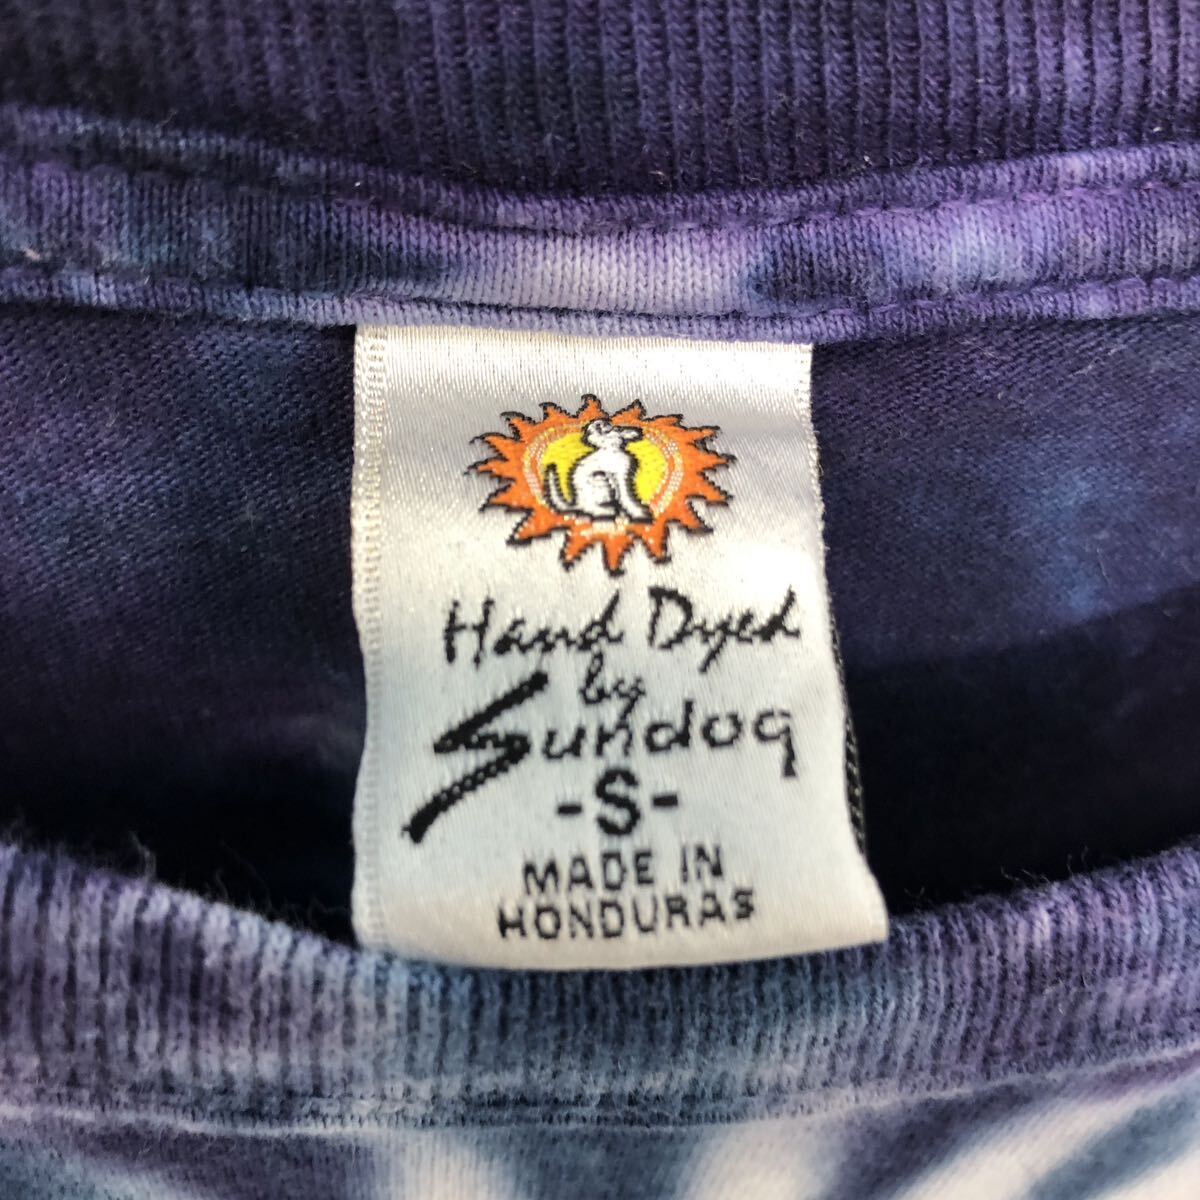 Hand Dyed
by
Sundog
-S-
MADE IN
HONDURAS